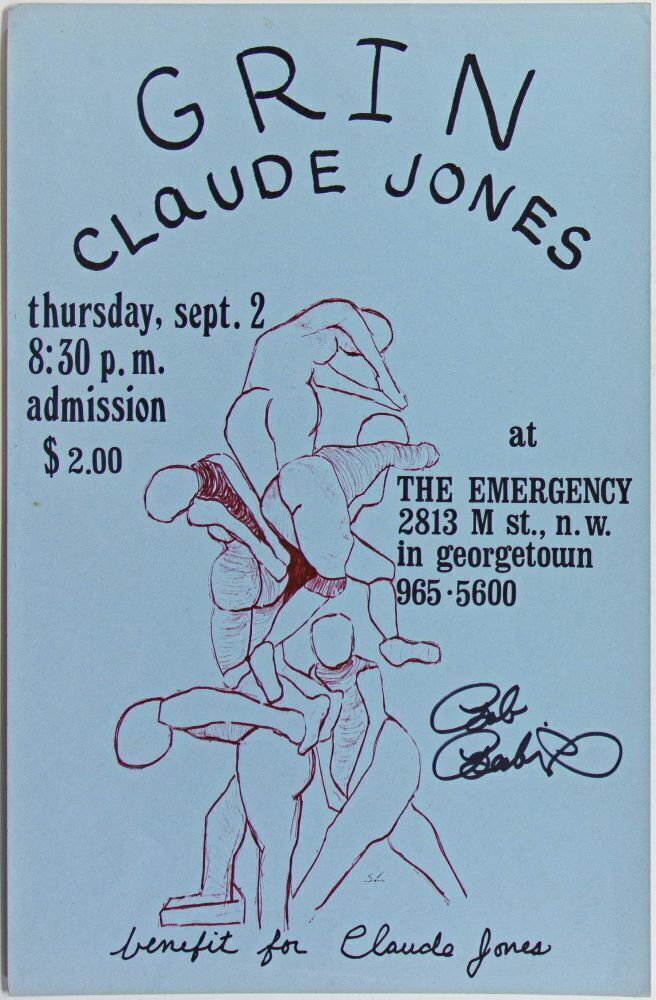 GRIN
CLAUDE JONES
thursday, sept. 2
8:30 p.m.
admission
$2.00
at
THE EMERGENCY
2813 M st., n.w.
in georgetown
965·5600
Bob
benefit for Claude Jones